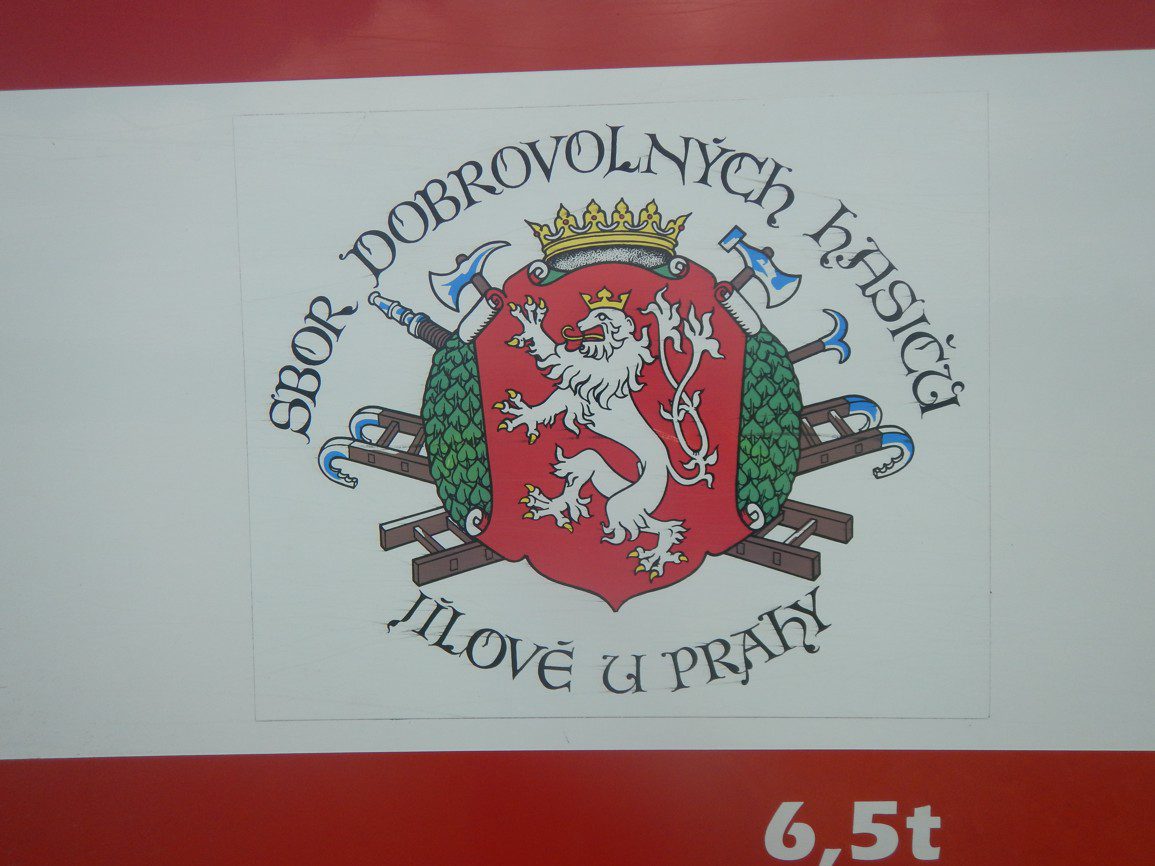 SBOR DOBROVOLNÝCH HASIČŮ
JÍLOVÉ U PRAHY
6,5t